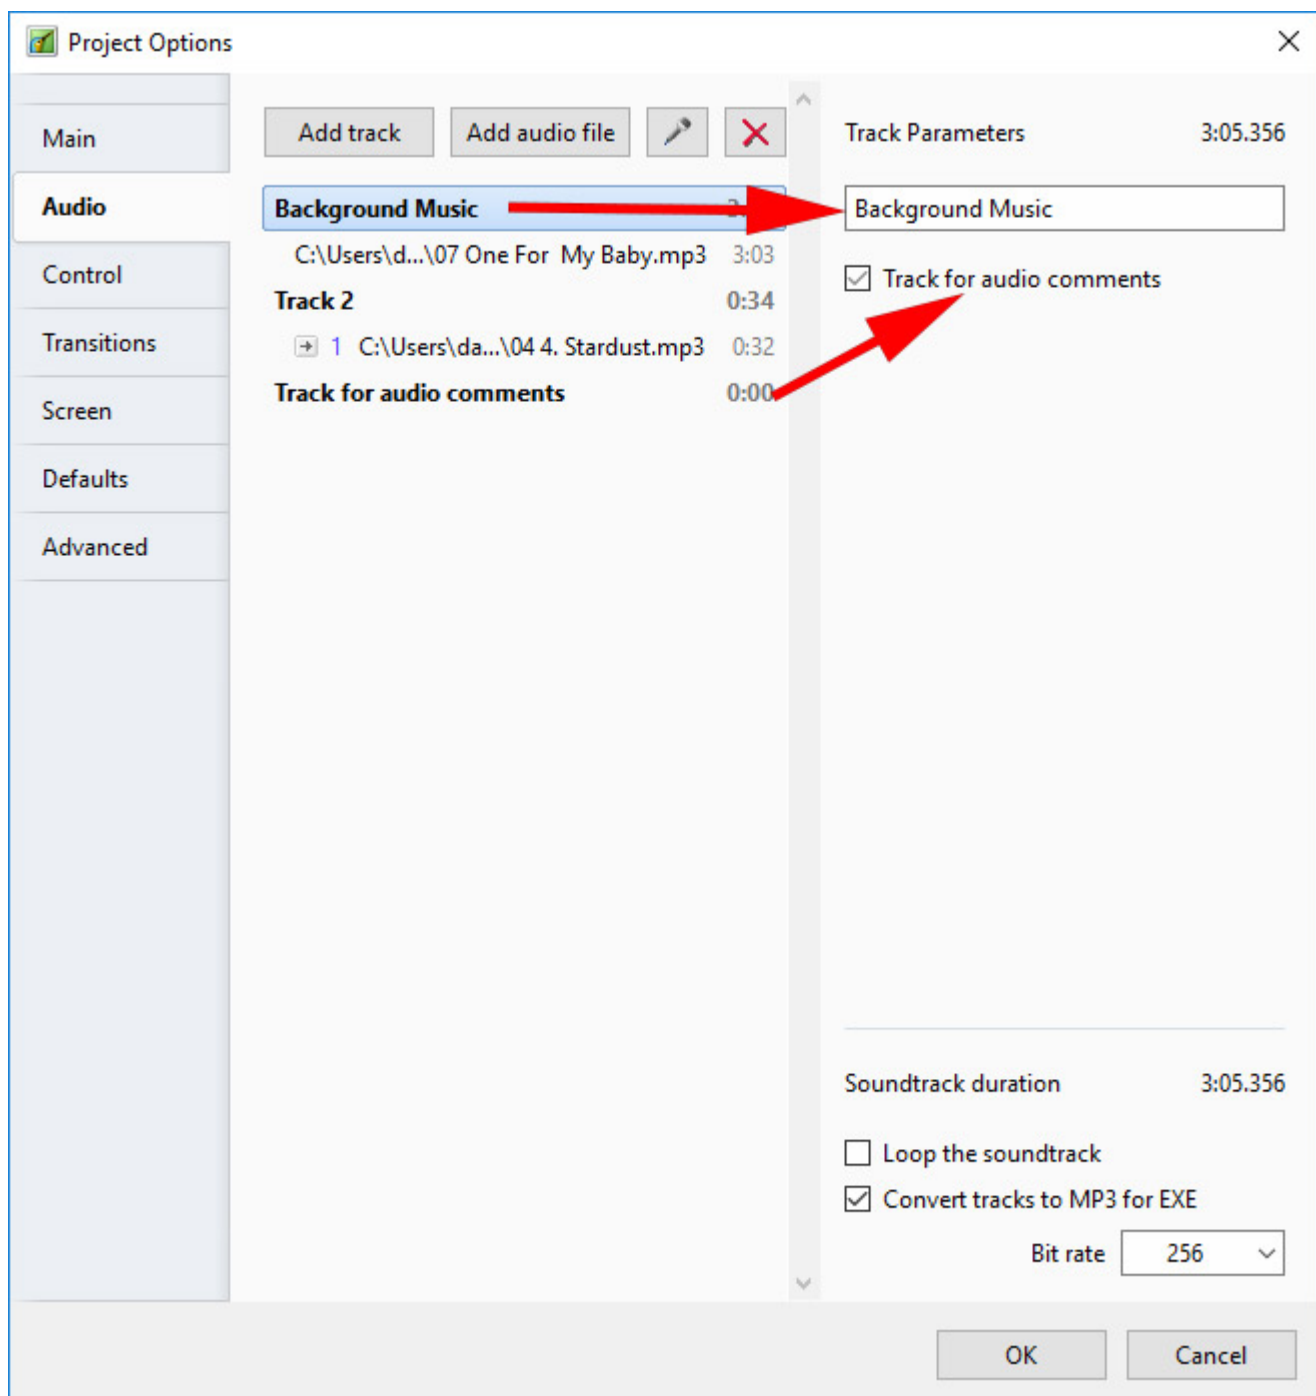 Project Options
Main
Audio
Control
Transitions
Screen
Defaults
Advanced
Add track Add audio file
Background Music
C:\Users\d...\07 One For  My Baby.mp3 3:03
Track 2 0:34
1 C:\Users\da...\04 4. Stardust.mp3 0:32
Track for audio comments 0:00
Track Parameters 3:05.356
Background Music
Track for audio comments
Soundtrack duration 3:05.356
Loop the soundtrack
Convert tracks to MP3 for EXE
Bit rate 256
OK Cancel